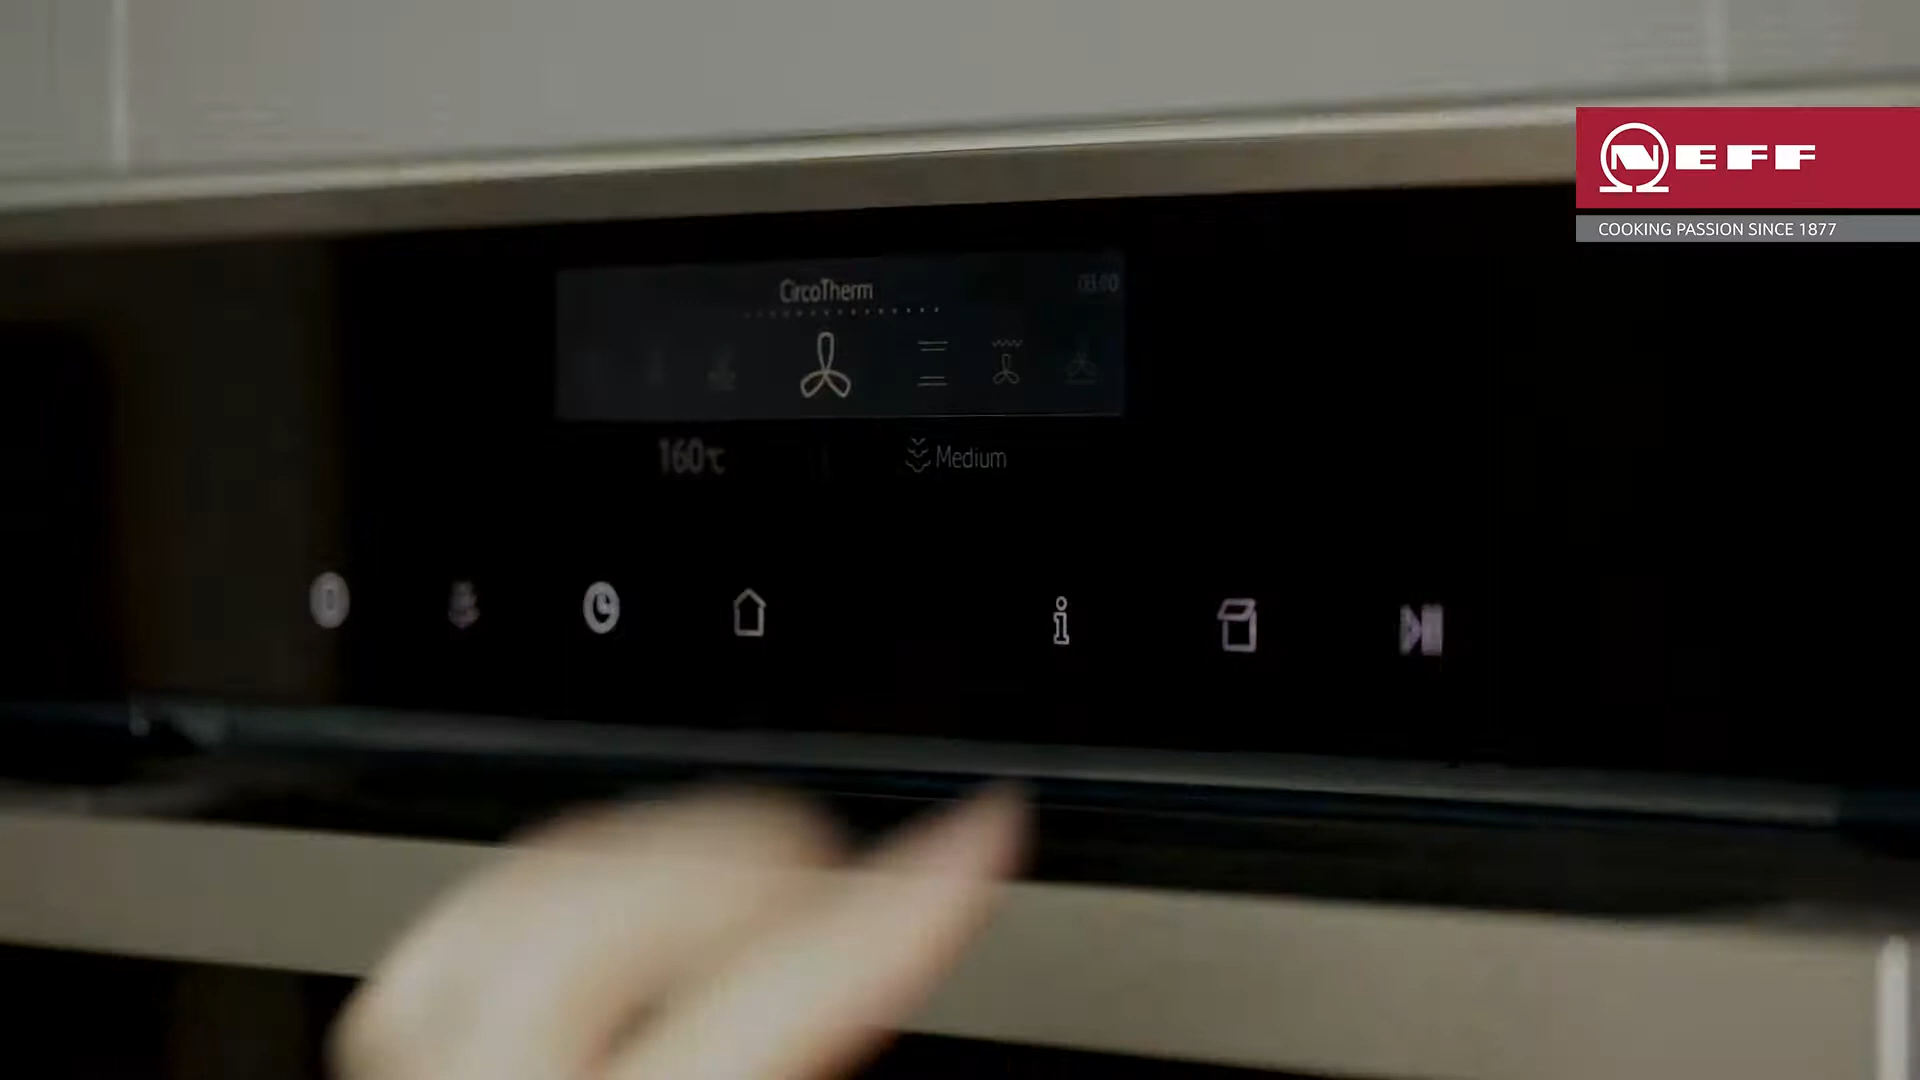 NEFF
COOKING PASSION SINCE 1877
CircoTherm
160°C
Medium